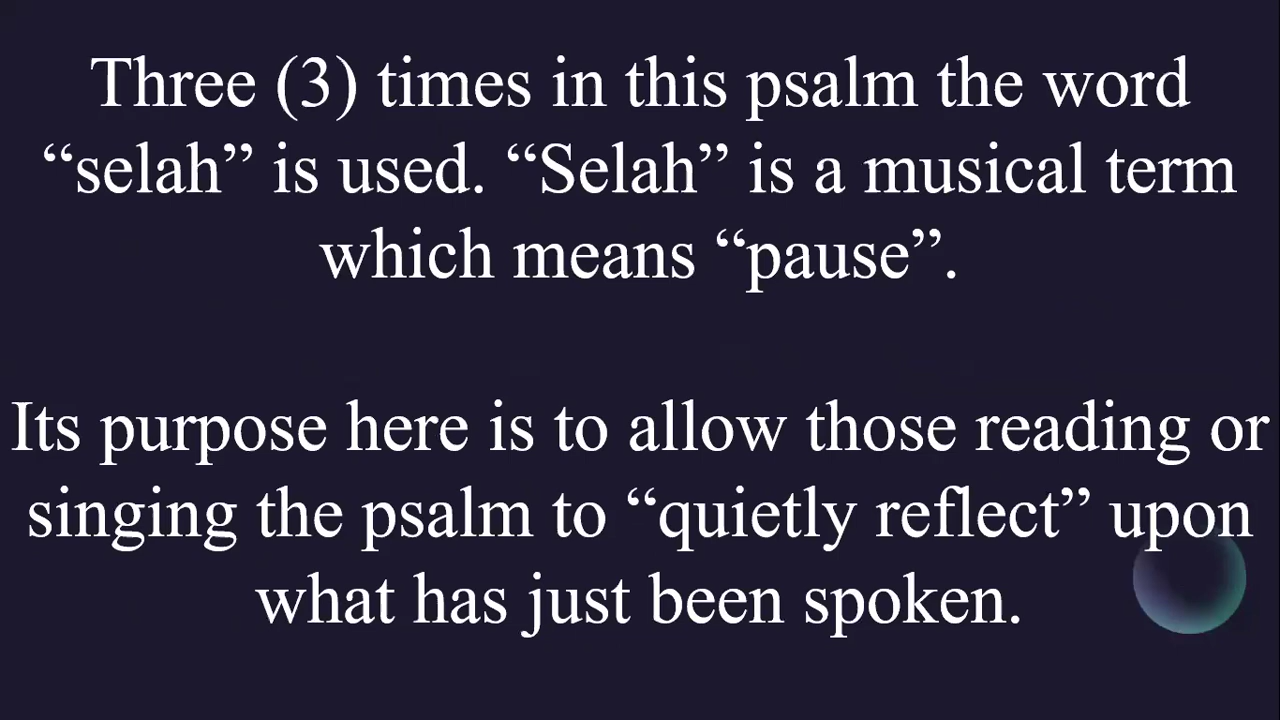 Three (3) times in this psalm the word
“selah” is used. “Selah” is a musical term
which means “pause”.
Its purpose here is to allow those reading or
singing the psalm to “quietly reflect” upon
what has just been spoken.